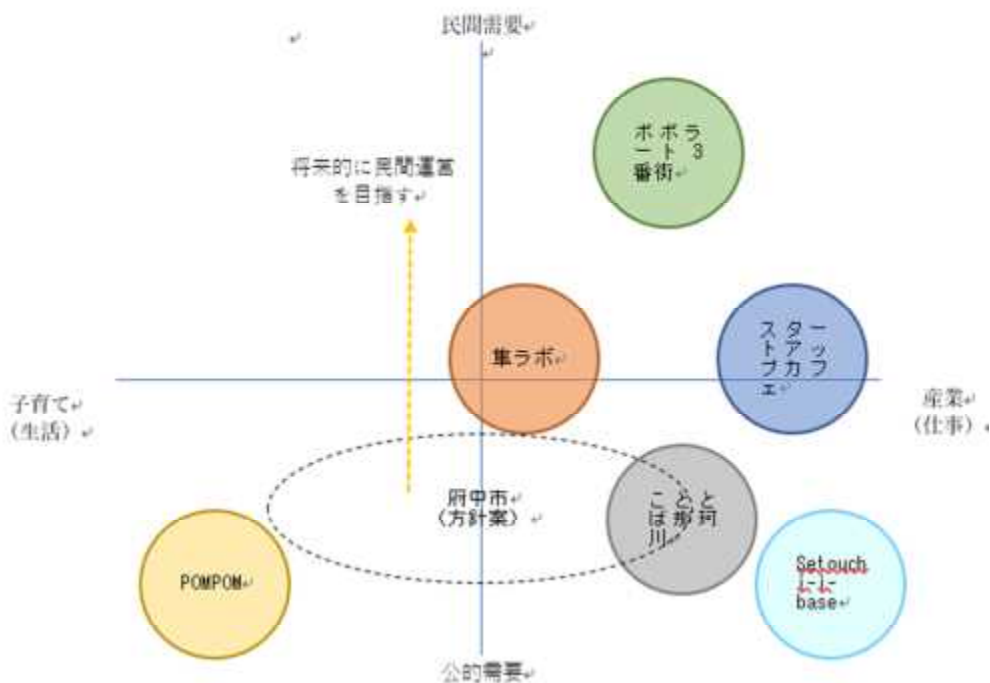 民間需要
ポポラ
ート3
番街
将来的に民間運営
を目指す
隼ラボ
スター
トアッ
プカフ
ェ
子育て
（生活）
産業
（仕事）
府中市
（方針案）
ことと
ば那珂
川
POMPOM
Setouch
i-i-
base
公的需要